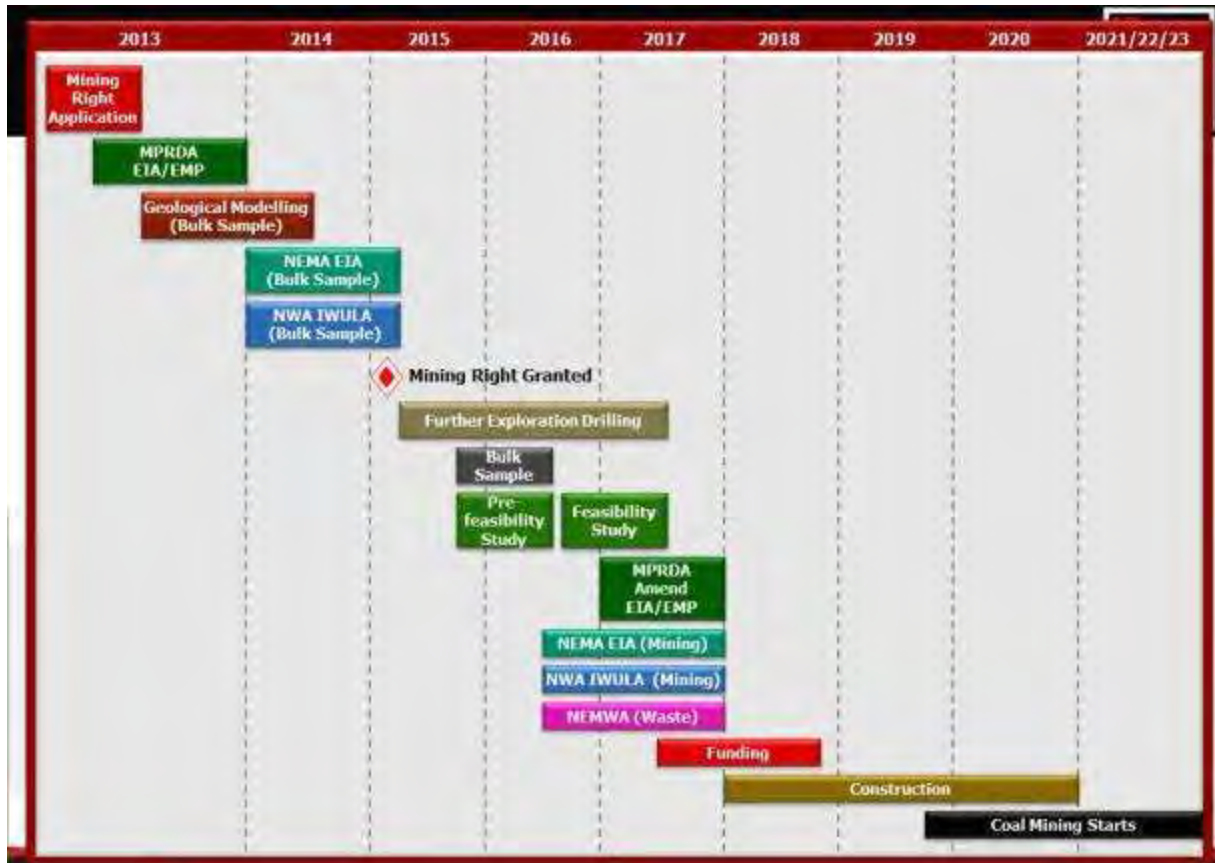 2013 2014 2015 2016 2017 2018 2019 2020 2021/22/23
Mining
Right
Application
MPRDA
EIA/EMP
Geological Modelling
(Bulk Sample)
NEMA EIA
(Bulk Sample)
NWA IWULA
(Bulk Sample)
Mining Right Granted
Further Exploration Drilling
Bulk
Sample
Pre-
feasibility
Study
Feasibility
Study
MPRDA
Amend
EIA/EMP
NEMA EIA (Mining)
NWA IWULA (Mining)
NEMWA (Waste)
Funding
Construction
Coal Mining Starts